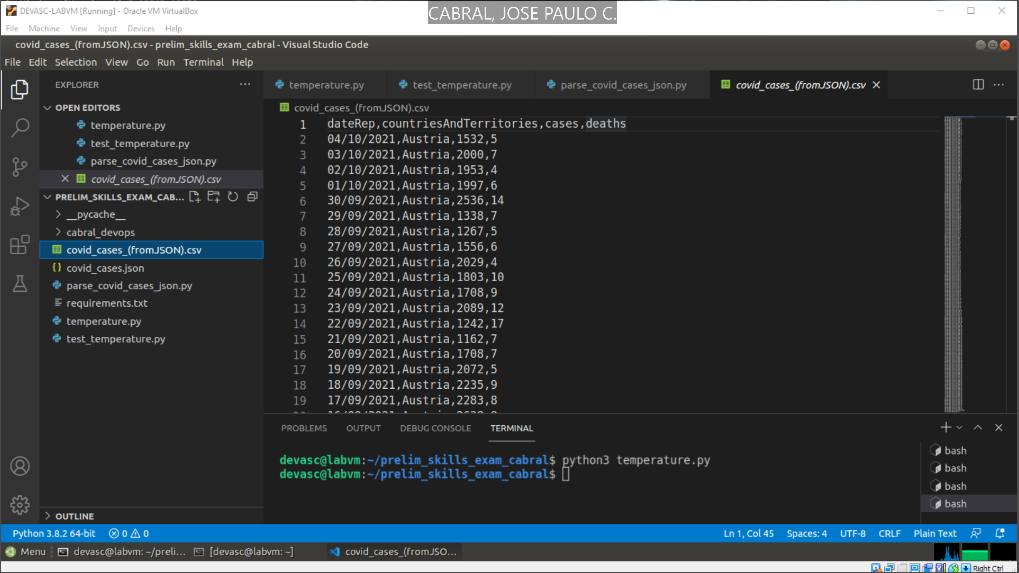 DEVASC-LABVM [Running] - Oracle VM VirtualBox
CABRAL, JOSE PAULO C.
File Machine View Input Devices Help
covid_cases_(fromJSON).csv - prelim_skills_exam_cabral - Visual Studio Code
File Edit Selection View Go Run Terminal Help
EXPLORER
temperature.py test_temperature.py parse_covid_cases_json.py covid_cases_(fromJSON).csv
OPEN EDITORS
temperature.py
test_temperature.py
parse_covid_cases_json.py
covid_cases_(fromJSON).csv
PRELIM_SKILLS_EXAM_CAB...
__pycache__
cabral_devops
covid_cases_(fromJSON).csv
covid_cases.json
parse_covid_cases_json.py
requirements.txt
temperature.py
test_temperature.py
OUTLINE
covid_cases_(fromJSON).csv
1 dateRep,countriesAndTerritories,cases,deaths
2 04/10/2021,Austria,1532,5
3 03/10/2021,Austria,2000,7
4 02/10/2021,Austria,1953,4
5 01/10/2021,Austria,1997,6
6 30/09/2021,Austria,2536,14
7 29/09/2021,Austria,1338,7
8 28/09/2021,Austria,1267,5
9 27/09/2021,Austria,1556,6
10 26/09/2021,Austria,2029,4
11 25/09/2021,Austria,1803,10
12 24/09/2021,Austria,1708,9
13 23/09/2021,Austria,2089,12
14 22/09/2021,Austria,1242,17
15 21/09/2021,Austria,1162,7
16 20/09/2021,Austria,1708,7
17 19/09/2021,Austria,2072,5
18 18/09/2021,Austria,2235,9
19 17/09/2021,Austria,2283,8
PROBLEMS OUTPUT DEBUG CONSOLE TERMINAL
devasc@labvm:~/prelim_skills_exam_cabral$ python3 temperature.py
devasc@labvm:~/prelim_skills_exam_cabral$
bash
bash
bash
bash
Python 3.8.2 64-bit 0 0 Ln 1, Col 45 Spaces: 4 UTF-8 CRLF Plain Text
Menu devasc@labvm: ~/preli... [devasc@labvm: ~] covid_cases_(fromJSO...
Right Ctrl